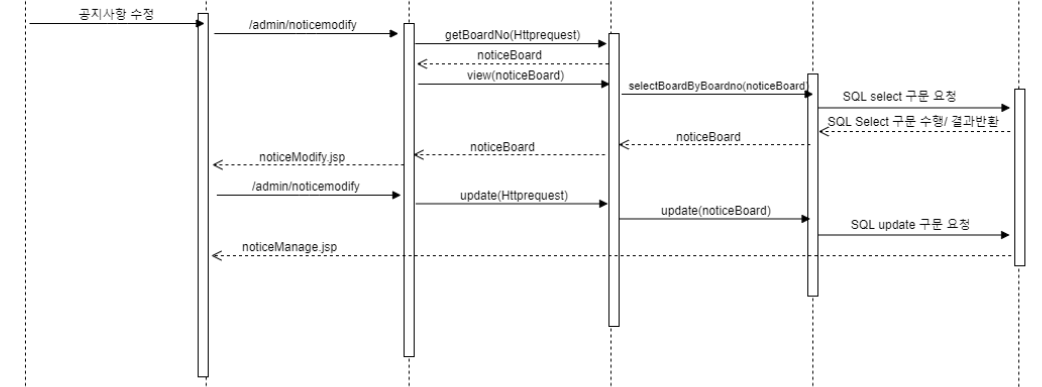 공지사항 수정
/admin/noticemodify
getBoardNo(Httprequest)
noticeBoard
view(noticeBoard)
selectBoardByBoardno(noticeBoard)
SQL select 구문 요청
SQL Select 구문 수행/ 결과반환
noticeBoard
noticeBoard
noticeModify.jsp
/admin/noticemodify
update(Httprequest)
update(noticeBoard)
SQL update 구문 요청
noticeManage.jsp